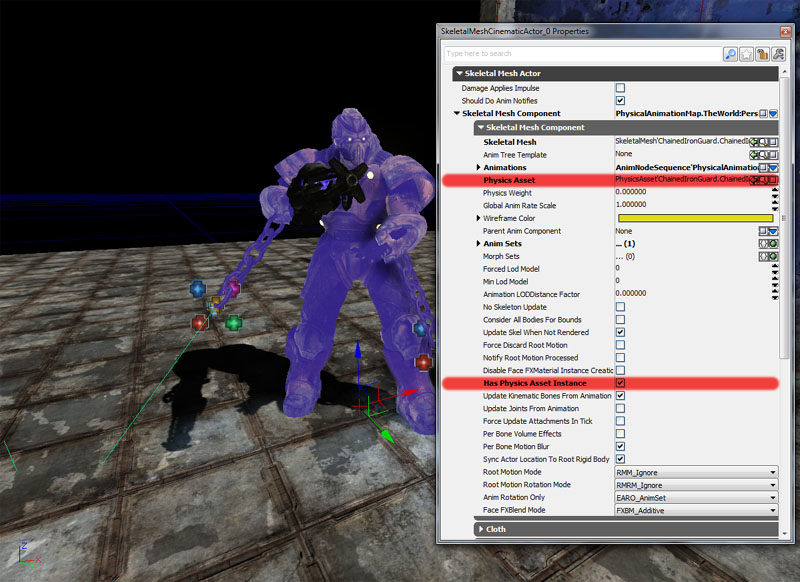 SkeletalMeshCinematicActor_0 Properties
Type here to search
Skeletal Mesh Actor
Damage Applies Impulse
Should Do Anim Notifies
Skeletal Mesh Component PhysicalAnimationMap.TheWorld:Pers
Skeletal Mesh Component
Skeletal Mesh SkeletalMesh'ChainedIronGuard.ChainedI
Anim Tree Template None
Animations AnimNodeSequence'PhysicalAnimatio
Physics Asset PhysicsAsset'ChainedIronGuard.ChainedI
Physics Weight 0.000000
Global Anim Rate Scale 1.000000
Wireframe Color
Parent Anim Component None
Anim Sets ... (1)
Morph Sets ... (0)
Forced Lod Model 0
Min Lod Model 0
Animation LODDistance Factor 0.000000
No Skeleton Update
Consider All Bodies For Bounds
Update Skel When Not Rendered
Force Discard Root Motion
Notify Root Motion Processed
Disable Face FXMaterial Instance Creatio
Has Physics Asset Instance
Update Kinematic Bones From Animation
Update Joints From Animation
Force Update Attachments In Tick
Per Bone Volume Effects
Per Bone Motion Blur
Sync Actor Location To Root Rigid Body
Root Motion Mode RMM_Ignore
Root Motion Rotation Mode RMRM_Ignore
Anim Rotation Only EARO_AnimSet
Face FXBlend Mode FXBM_Additive
Cloth
Z
X